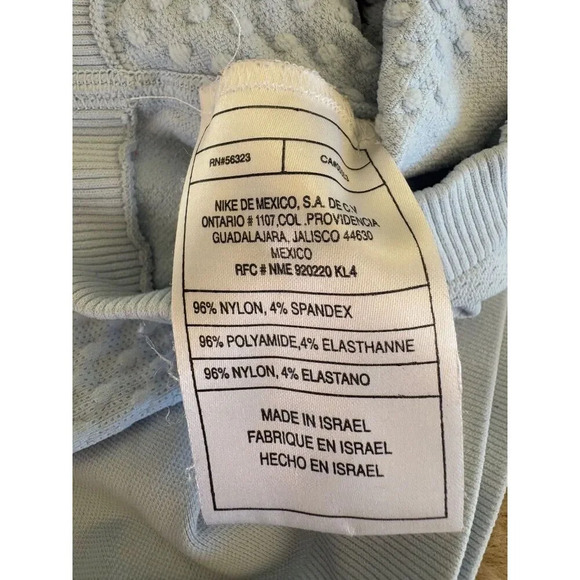 RN#56323
NIKE DE MEXICO, S.A. DE C.V
ONTARIO # 1107, COL .PROVIDENCIA
GUADALAJARA, JALISCO 44630
MEXICO
RFC # NME 920220 KL4
96% NYLON, 4% SPANDEX
96% POLYAMIDE,4% ELASTHANNE
96% NYLON, 4% ELASTANO
MADE IN ISRAEL
FABRIQUE EN ISRAEL
HECHO EN ISRAEL